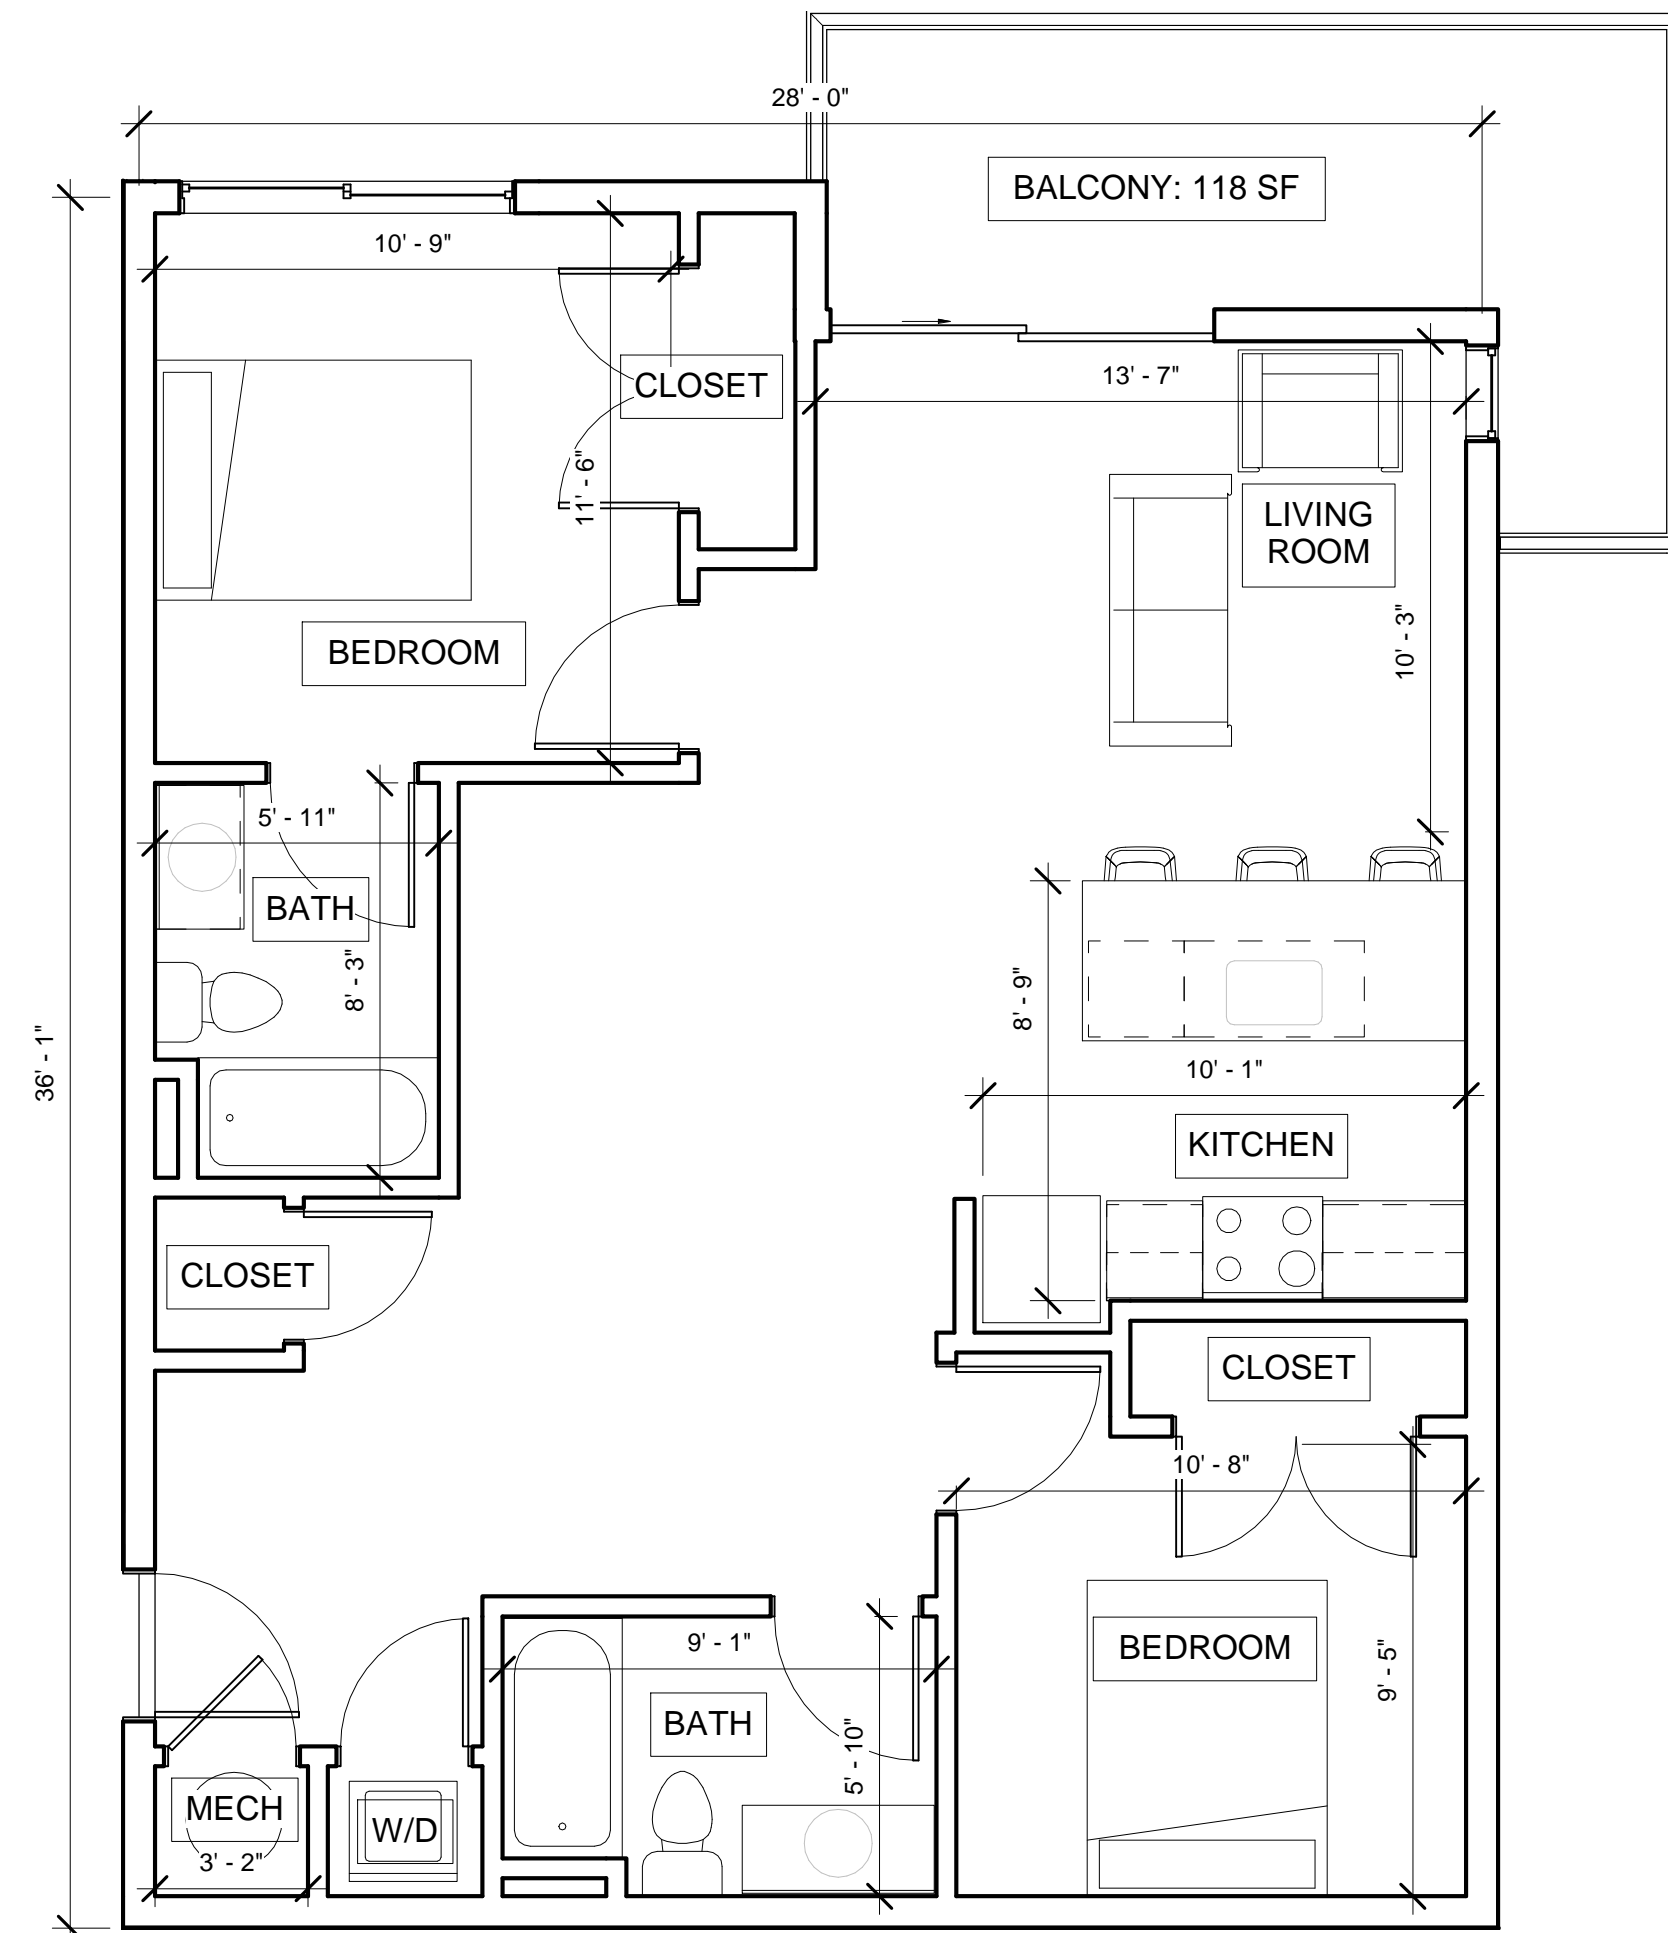 28' - 0"
BALCONY: 118 SF
10' - 9"
13' - 7"
CLOSET
11' - 6"
LIVING
ROOM
10' - 3"
BEDROOM
5' - 11"
BATH
8' - 3"
8' - 9"
36' - 1"
10' - 1"
KITCHEN
CLOSET
CLOSET
10' - 8"
9' - 1"
BEDROOM
9' - 5"
BATH
5' - 10"
MECH
W/D
3' - 2"